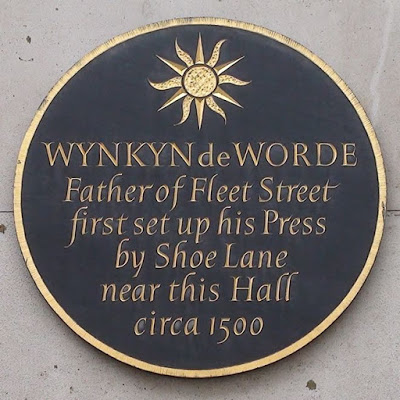 WYNKYN de WORDE
Father of Fleet Street
first set up his Press
by Shoe Lane
near this Hall
circa 1500